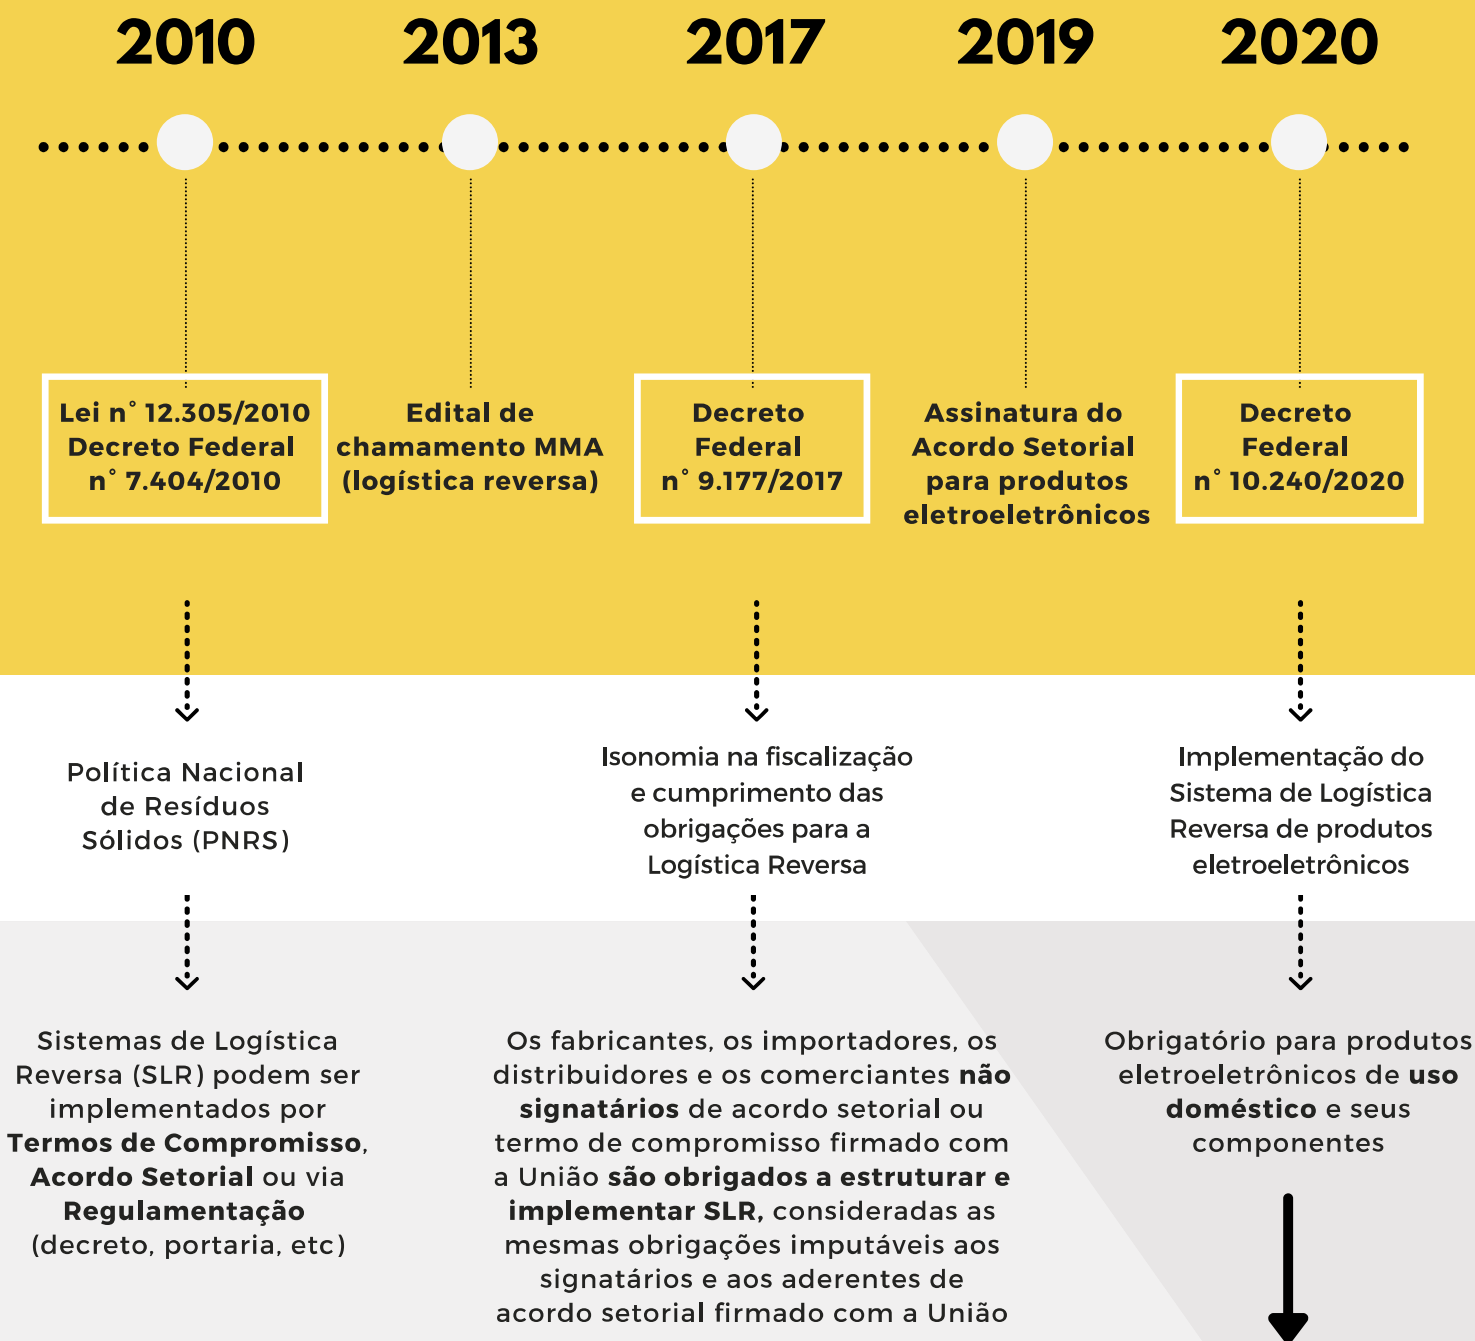 2010
2013
2017
2019
2020
Lei n° 12.305/2010
Decreto Federal
n° 7.404/2010
Edital de
chamamento MMA
(logística reversa)
Decreto
Federal
n° 9.177/2017
Assinatura do
Acordo Setorial
para produtos
eletroeletrônicos
Decreto
Federal
n° 10.240/2020
Política Nacional
de Resíduos
Sólidos (PNRS)
Isonomia na fiscalização
e cumprimento das
obrigações para a
Logística Reversa
Implementação do
Sistema de Logística
Reversa de produtos
eletroeletrônicos
Sistemas de Logística
Reversa (SLR) podem ser
implementados por
Termos de Compromisso,
Acordo Setorial ou via
Regulamentação
(decreto, portaria, etc)
Os fabricantes, os importadores, os
distribuidores e os comerciantes não
signatários de acordo setorial ou
termo de compromisso firmado com
a União são obrigados a estruturar e
implementar SLR, consideradas as
mesmas obrigações imputáveis aos
signatários e aos aderentes de
acordo setorial firmado com a União
Obrigatório para produtos
eletroeletrônicos de uso
doméstico e seus
componentes